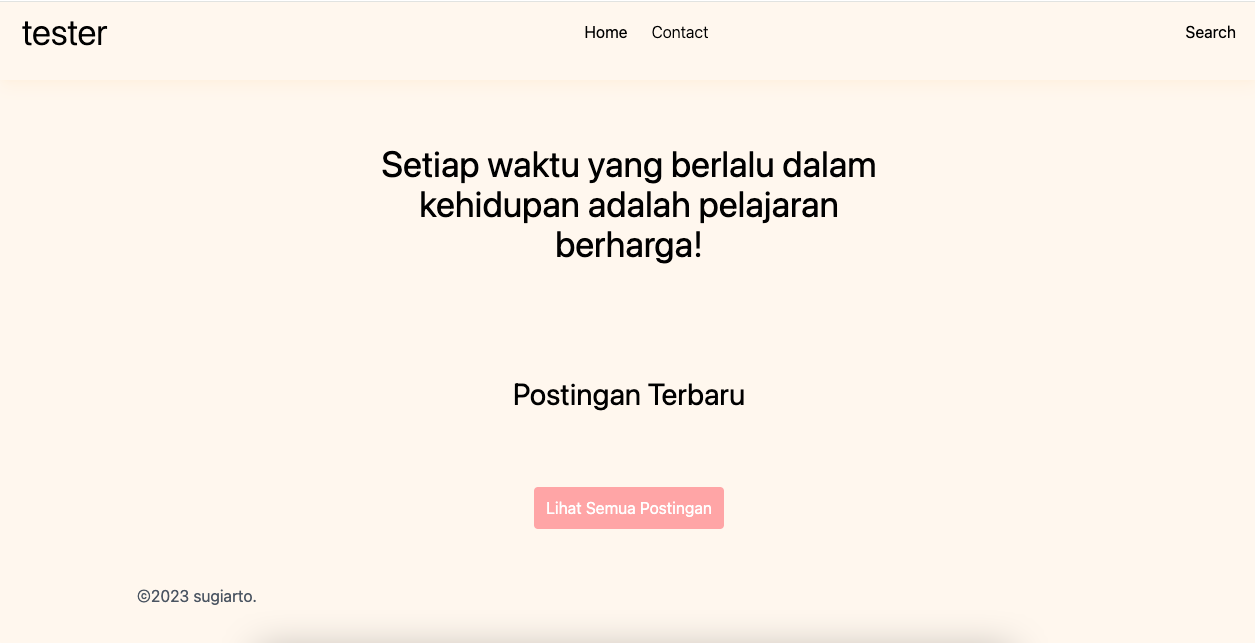 tester
Home
Contact
Search
Setiap waktu yang berlalu dalam
kehidupan adalah pelajaran
berharga!
Postingan Terbaru
Lihat Semua Postingan
©2023 sugiarto.